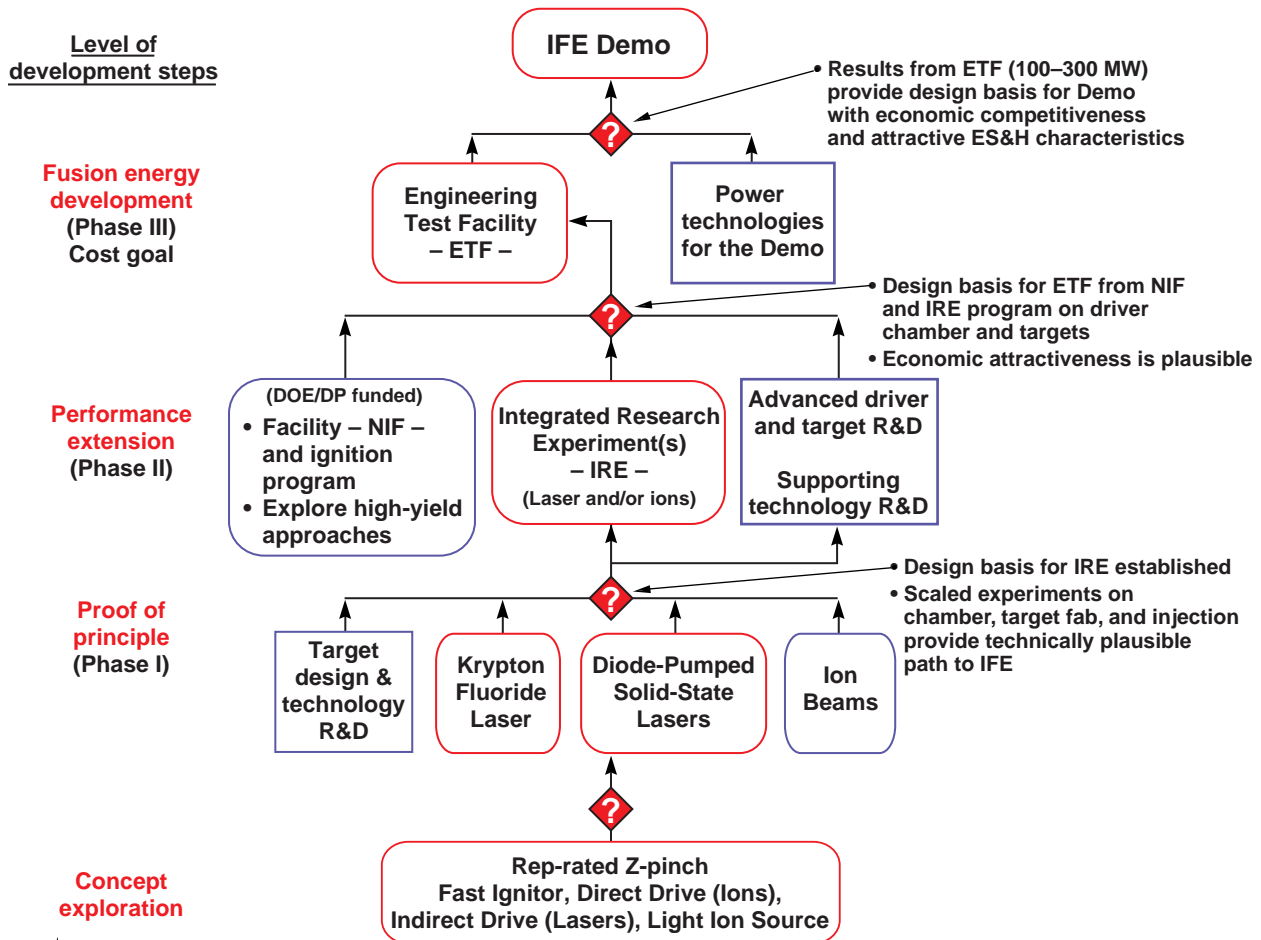 Level of
development steps
IFE Demo
• Results from ETF (100–300 MW)
provide design basis for Demo
with economic competitiveness
and attractive ES&H characteristics
?
Fusion energy
development
(Phase III)
Cost goal
Engineering
Test Facility
– ETF –
Power
technologies
for the Demo
• Design basis for ETF from NIF
and IRE program on driver
chamber and targets
• Economic attractiveness is plausible
?
Performance
extension
(Phase II)
(DOE/DP funded)
• Facility – NIF –
and ignition
program
• Explore high-yield
approaches
Integrated Research
Experiment(s)
– IRE –
(Laser and/or ions)
Advanced driver
and target R&D
Supporting
technology R&D
• Design basis for IRE established
• Scaled experiments on
chamber, target fab, and injection
provide technically plausible
path to IFE
?
Proof of
principle
(Phase I)
Target
design &
technology
R&D
Krypton
Fluoride
Laser
Diode-Pumped
Solid-State
Lasers
Ion
Beams
?
Concept
exploration
Rep-rated Z-pinch
Fast Ignitor, Direct Drive (Ions),
Indirect Drive (Lasers), Light Ion Source